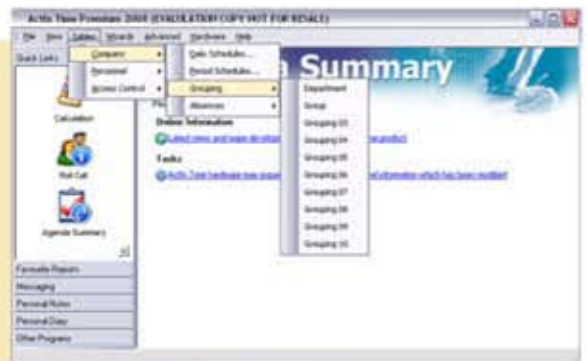 Actis Time Premium 2008 (EVALUATION COPY NOT FOR RESALE)
File View Tables Wizards Advanced Hardware Help
Quick Links
Company
Personnel
Access Control
Daily Schedules...
Period Schedules...
Grouping
Absences
Department
Group
Grouping 03
Grouping 04
Grouping 05
Grouping 06
Grouping 07
Grouping 08
Grouping 09
Grouping 10
a Summary
Online Information
Tasks
Calculation
Roll Call
Agenda Summary
Favourite Reports
Messaging
Personal Notes
Personal Diary
Other Programs